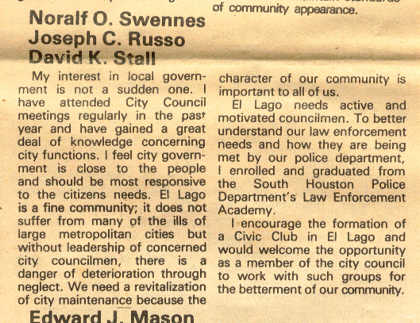 Noralf O. Swennes
Joseph C. Russo
David K. Stall
My interest in local govern-
ment is not a sudden one. I
have attended City Council
meetings regularly in the past
year and have gained a great
deal of knowledge concerning
city functions. I feel city govern-
ment is close to the people
and should be most responsive
to the citizens needs. El Lago
is a fine community; it does not
suffer from many of the ills of
large metropolitan cities but
without leadership of concerned
city councilmen, there is a
danger of deterioration through
neglect. We need a revitalization
of city maintenance because the
Edward J. Mason
of community appearance.
character of our community is
important to all of us.
El Lago needs active and
motivated councilmen. To better
understand our law enforcement
needs and how they are being
met by our police department,
I enrolled and graduated from
the South Houston Police
Department's Law Enforcement
Academy.
I encourage the formation of
a Civic Club in El Lago and
would welcome the opportunity
as a member of the city council
to work with such groups for
the betterment of our community.